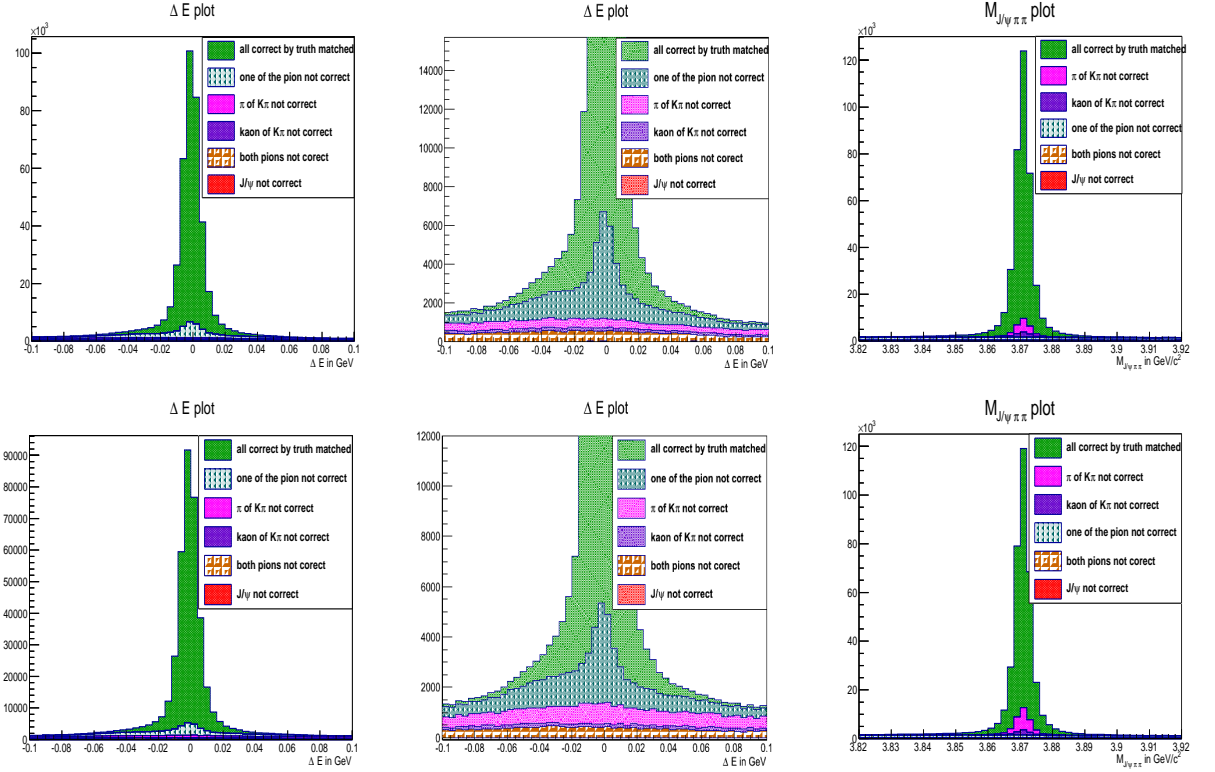 Δ E plot
×10³
100
80
60
40
20
0
-0.1 -0.08 -0.06 -0.04 -0.02 0 0.02 0.04 0.06 0.08 0.1
Δ E in GeV
all correct by truth matched
one of the pion not correct
π of Kπ not correct
kaon of Kπ not correct
both pions not corect
J/ψ not correct
Δ E plot
14000
12000
10000
8000
6000
4000
2000
0
-0.1 -0.08 -0.06 -0.04 -0.02 0 0.02 0.04 0.06 0.08 0.1
Δ E in GeV
all correct by truth matched
one of the pion not correct
π of Kπ not correct
kaon of Kπ not correct
both pions not corect
J/ψ not correct
M_J/ψ π π plot
×10³
120
100
80
60
40
20
0
3.82 3.83 3.84 3.85 3.86 3.87 3.88 3.89 3.9 3.91 3.92
M_J/ψ π π in GeV/c²
all correct by truth matched
π of Kπ not correct
kaon of Kπ not correct
one of the pion not correct
both pions not corect
J/ψ not correct
Δ E plot
90000
80000
70000
60000
50000
40000
30000
20000
10000
0
-0.1 -0.08 -0.06 -0.04 -0.02 0 0.02 0.04 0.06 0.08 0.1
Δ E in GeV
all correct by truth matched
one of the pion not correct
π of Kπ not correct
kaon of Kπ not correct
both pions not corect
J/ψ not correct
Δ E plot
12000
10000
8000
6000
4000
2000
0
-0.1 -0.08 -0.06 -0.04 -0.02 0 0.02 0.04 0.06 0.08 0.1
Δ E in GeV
all correct by truth matched
one of the pion not correct
π of Kπ not correct
kaon of Kπ not correct
both pions not corect
J/ψ not correct
M_J/ψ π π plot
×10³
120
100
80
60
40
20
0
3.82 3.83 3.84 3.85 3.86 3.87 3.88 3.89 3.9 3.91 3.92
M_J/ψ π π in GeV/c²
all correct by truth matched
π of Kπ not correct
kaon of Kπ not correct
one of the pion not correct
both pions not corect
J/ψ not correct